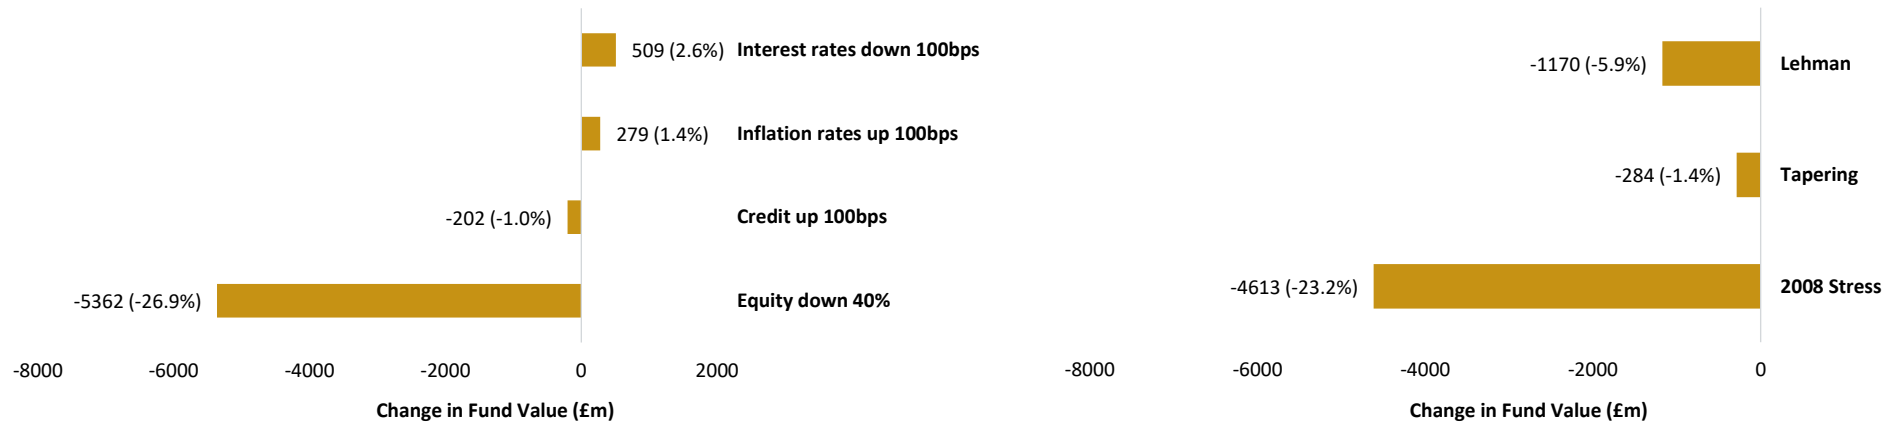 509 (2.6%) Interest rates down 100bps
279 (1.4%) Inflation rates up 100bps
-202 (-1.0%) Credit up 100bps
-5362 (-26.9%) Equity down 40%
-8000 -6000 -4000 -2000 0 2000
Change in Fund Value (£m)
-1170 (-5.9%) Lehman
-284 (-1.4%) Tapering
-4613 (-23.2%) 2008 Stress
-8000 -6000 -4000 -2000 0
Change in Fund Value (£m)